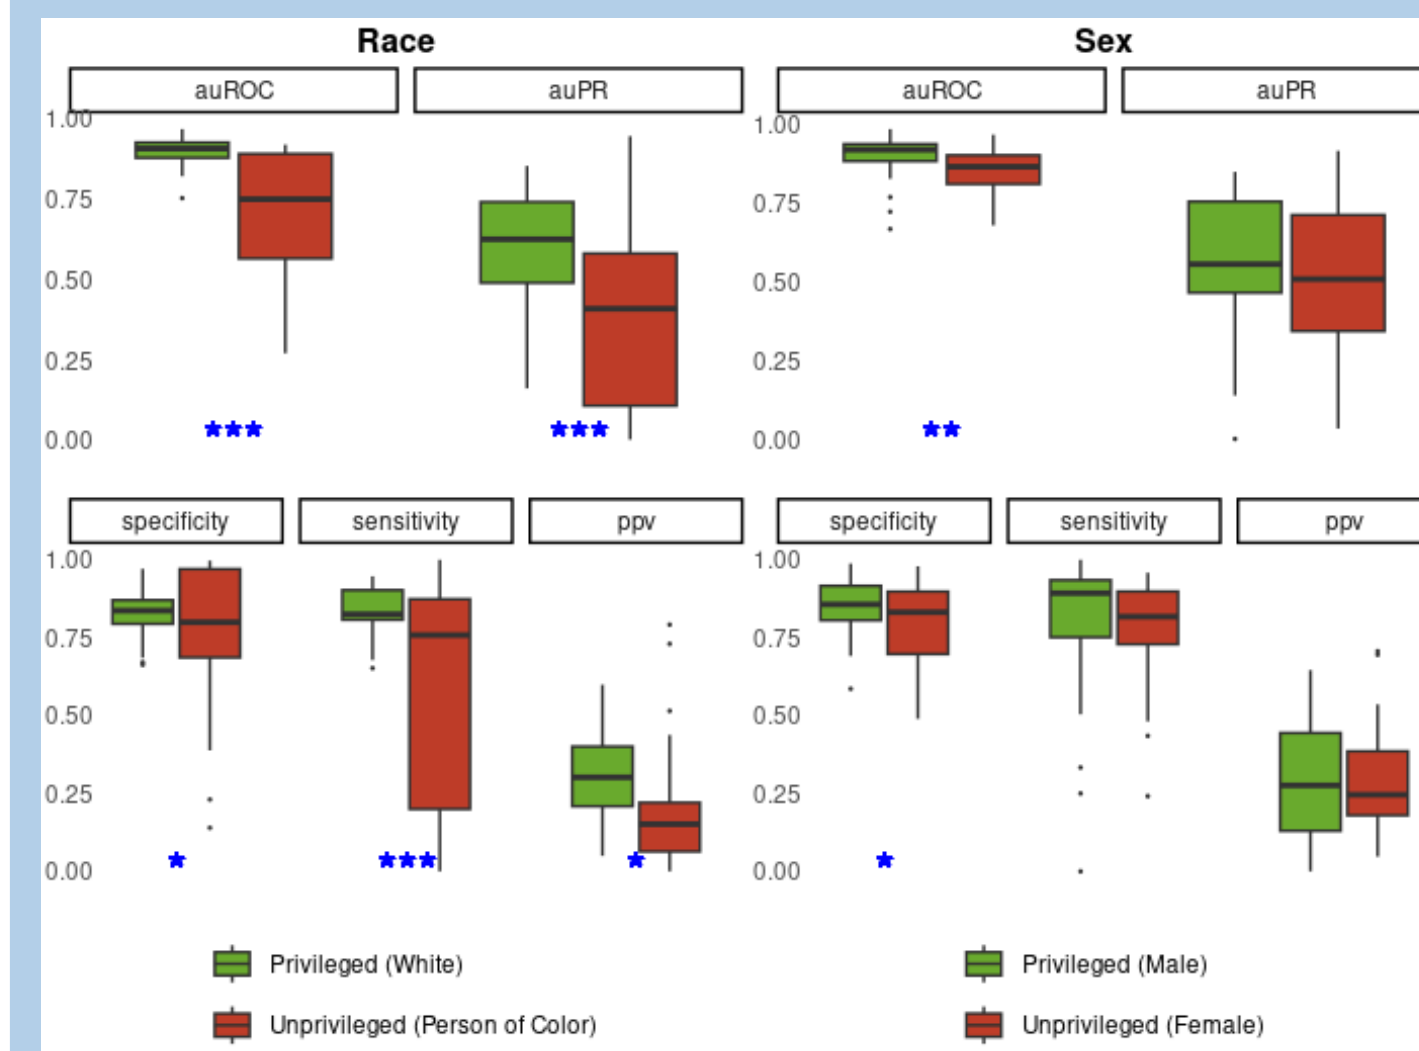 Race
Sex
auROC
auPR
auROC
auPR
1.00
0.75
0.50
0.25
0.00
★★★
★★★
1.00
0.75
0.50
0.25
0.00
★★
specificity
sensitivity
ppv
specificity
sensitivity
ppv
1.00
0.75
0.50
0.25
0.00
★
★★★
★
1.00
0.75
0.50
0.25
0.00
★
Privileged (White)
Unprivileged (Person of Color)
Privileged (Male)
Unprivileged (Female)